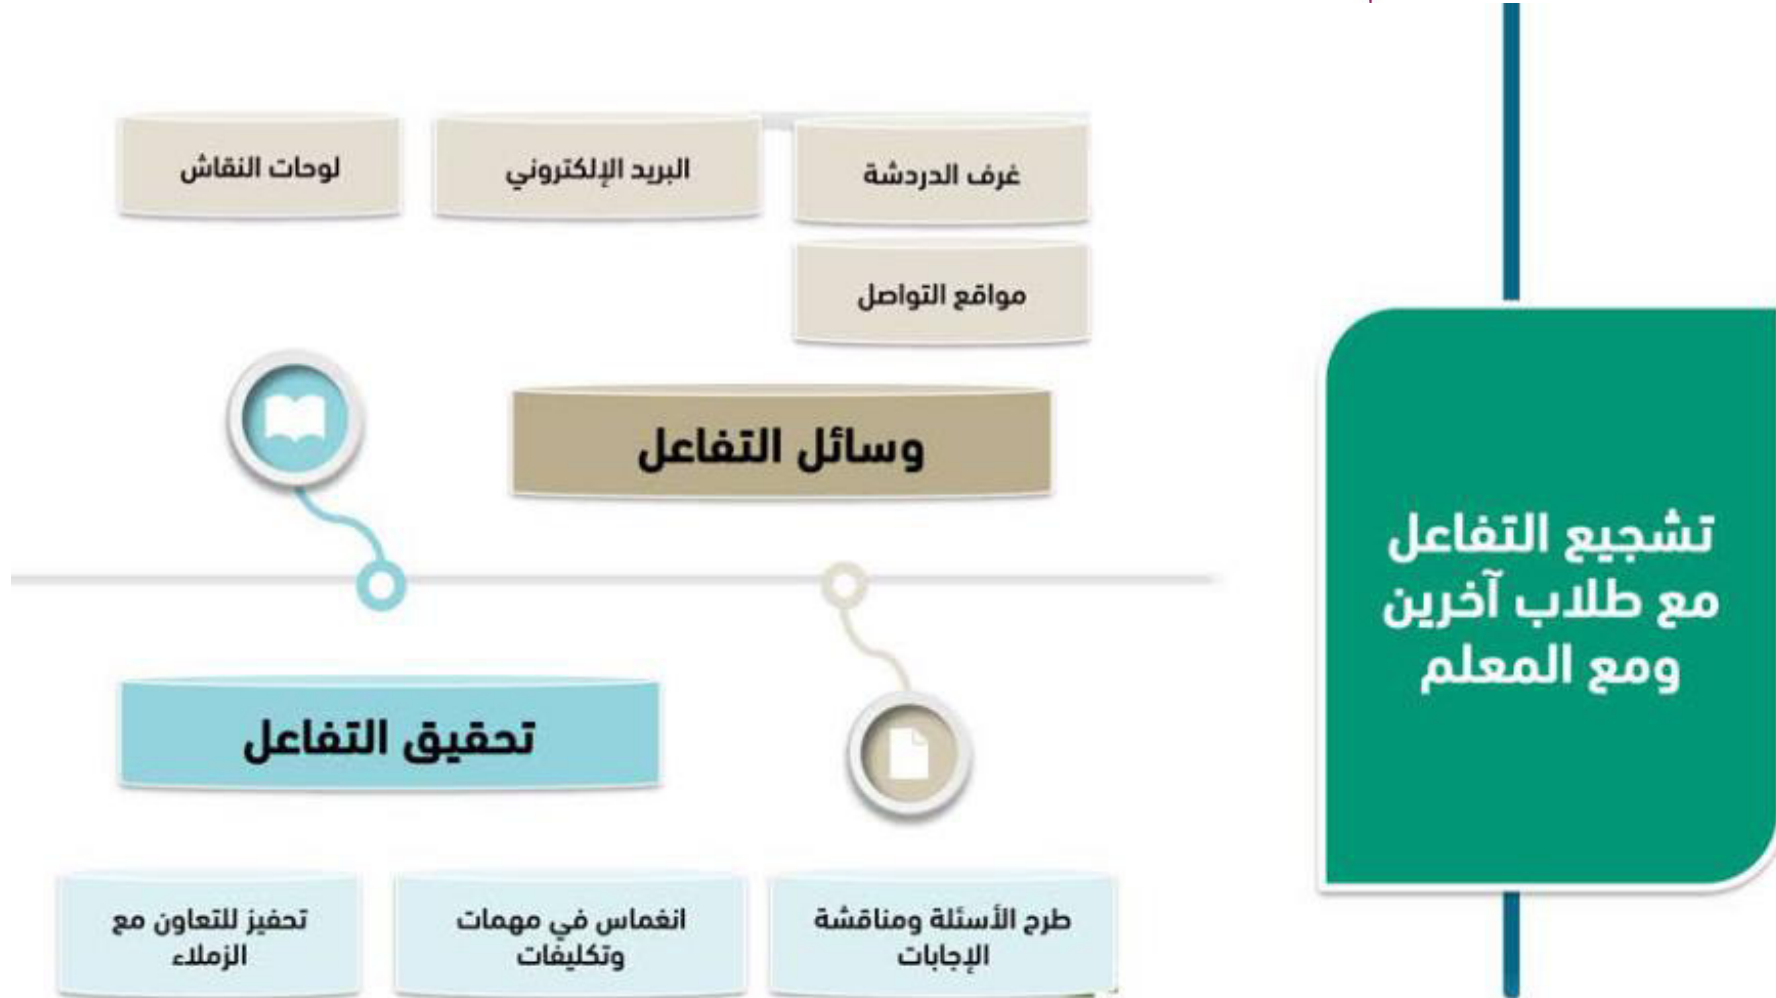 تشجيع التفاعل
مع طلاب آخرين
ومع المعلم
غرف الدردشة
البريد الإلكتروني
لوحات النقاش
مواقع التواصل
وسائل التفاعل
تحقيق التفاعل
طرح الأسئلة ومناقشة
الإجابات
انغماس في مهمات
وتكليفات
تحفيز للتعاون مع
الزملاء